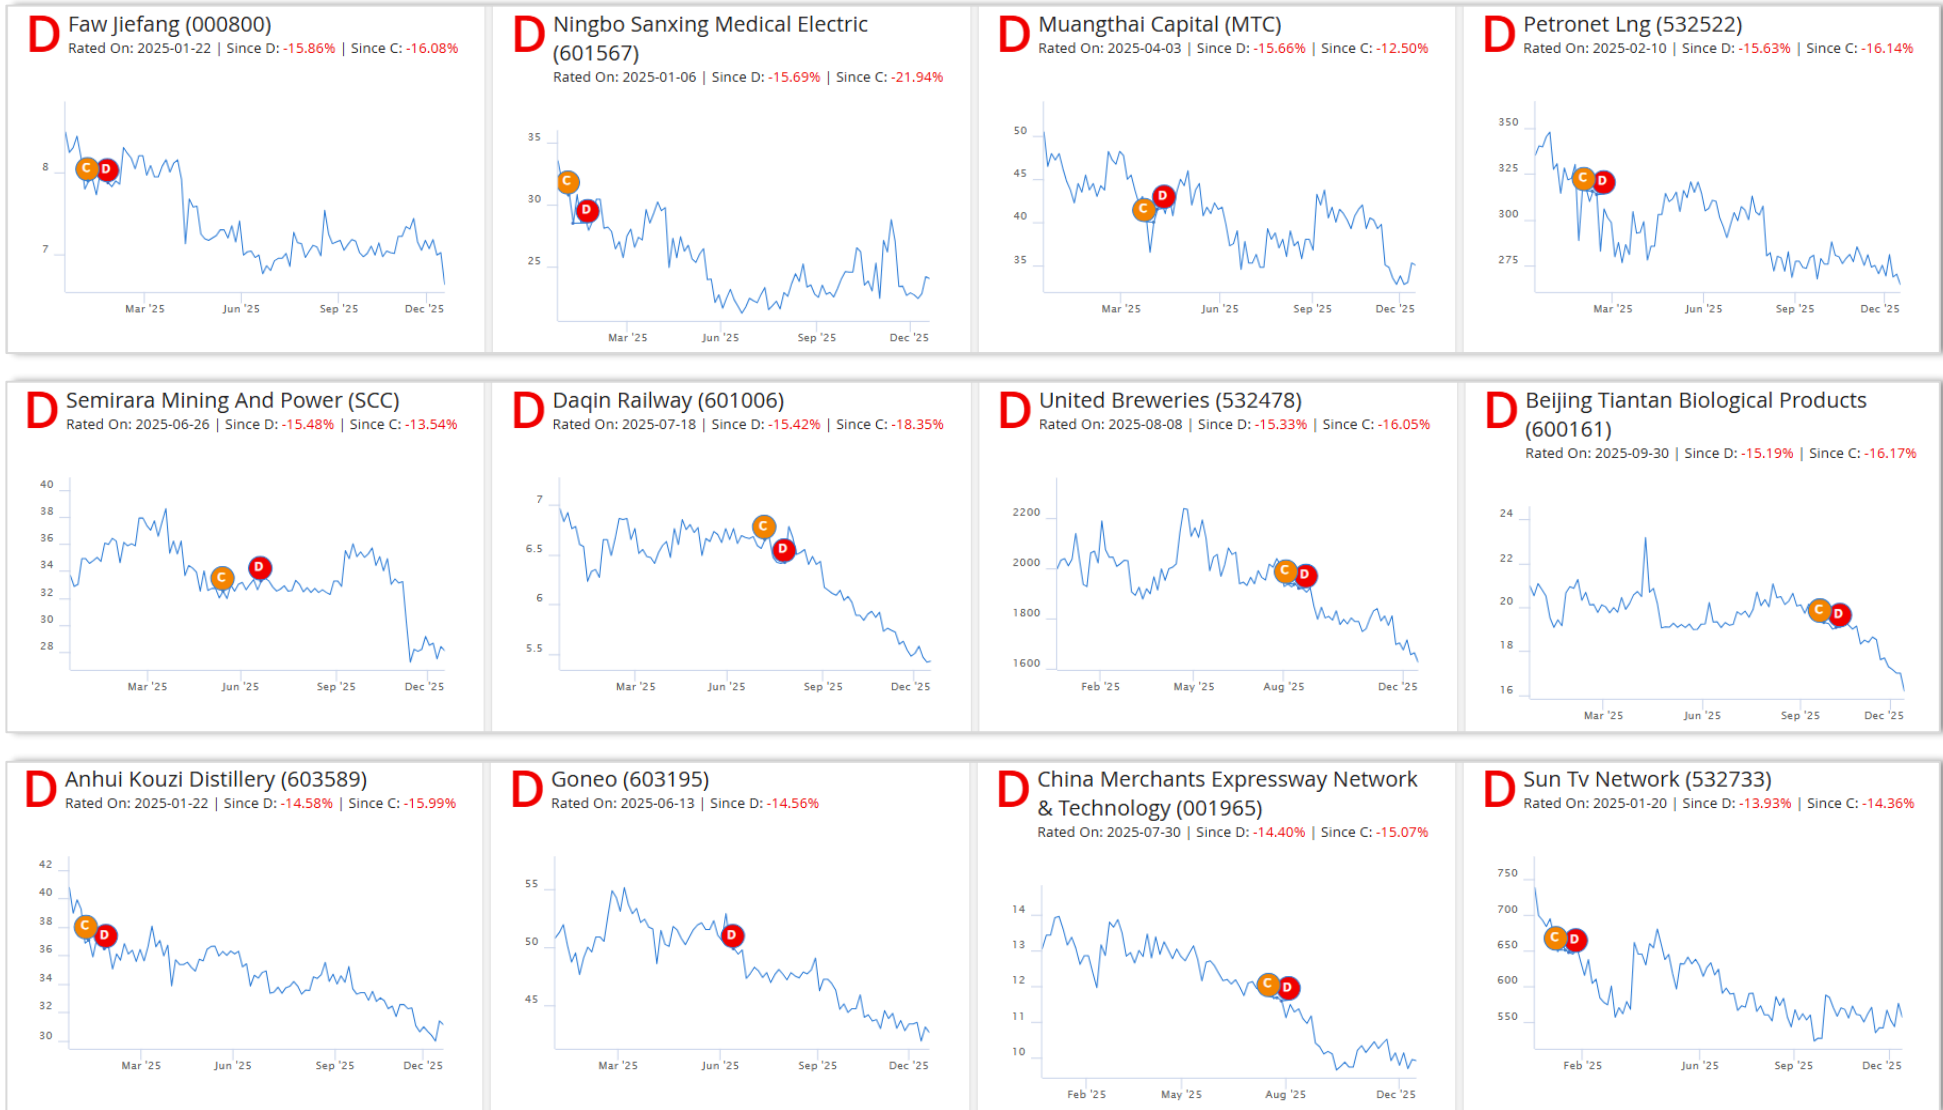 D Faw Jiefang (000800)
Rated On: 2025-01-22 | Since D: -15.86% | Since C: -16.08%
8
7
C D
Mar '25 Jun '25 Sep '25 Dec '25
D Ningbo Sanxing Medical Electric
(601567)
Rated On: 2025-01-06 | Since D: -15.69% | Since C: -21.94%
35
30
25
C
D
Mar '25 Jun '25 Sep '25 Dec '25
D Muangthai Capital (MTC)
Rated On: 2025-04-03 | Since D: -15.66% | Since C: -12.50%
50
45
40
35
C D
Mar '25 Jun '25 Sep '25 Dec '25
D Petronet Lng (532522)
Rated On: 2025-02-10 | Since D: -15.63% | Since C: -16.14%
350
325
300
275
C D
Mar '25 Jun '25 Sep '25 Dec '25
D Semirara Mining And Power (SCC)
Rated On: 2025-06-26 | Since D: -15.48% | Since C: -13.54%
40
38
36
34
32
30
28
C D
Mar '25 Jun '25 Sep '25 Dec '25
D Daqin Railway (601006)
Rated On: 2025-07-18 | Since D: -15.42% | Since C: -18.35%
7
6.5
6
5.5
C
D
Mar '25 Jun '25 Sep '25 Dec '25
D United Breweries (532478)
Rated On: 2025-08-08 | Since D: -15.33% | Since C: -16.05%
2200
2000
1800
1600
C D
Feb '25 May '25 Aug '25 Dec '25
D Beijing Tiantan Biological Products
(600161)
Rated On: 2025-09-30 | Since D: -15.19% | Since C: -16.17%
24
22
20
18
16
C D
Mar '25 Jun '25 Sep '25 Dec '25
D Anhui Kouzi Distillery (603589)
Rated On: 2025-01-22 | Since D: -14.58% | Since C: -15.99%
42
40
38
36
34
32
30
C D
Mar '25 Jun '25 Sep '25 Dec '25
D Goneo (603195)
Rated On: 2025-06-13 | Since D: -14.56%
55
50
45
D
Mar '25 Jun '25 Sep '25 Dec '25
D China Merchants Expressway Network
& Technology (001965)
Rated On: 2025-07-30 | Since D: -14.40% | Since C: -15.07%
14
13
12
11
10
C D
Feb '25 May '25 Aug '25 Dec '25
D Sun Tv Network (532733)
Rated On: 2025-01-20 | Since D: -13.93% | Since C: -14.36%
750
700
650
600
550
C D
Feb '25 Jun '25 Sep '25 Dec '25